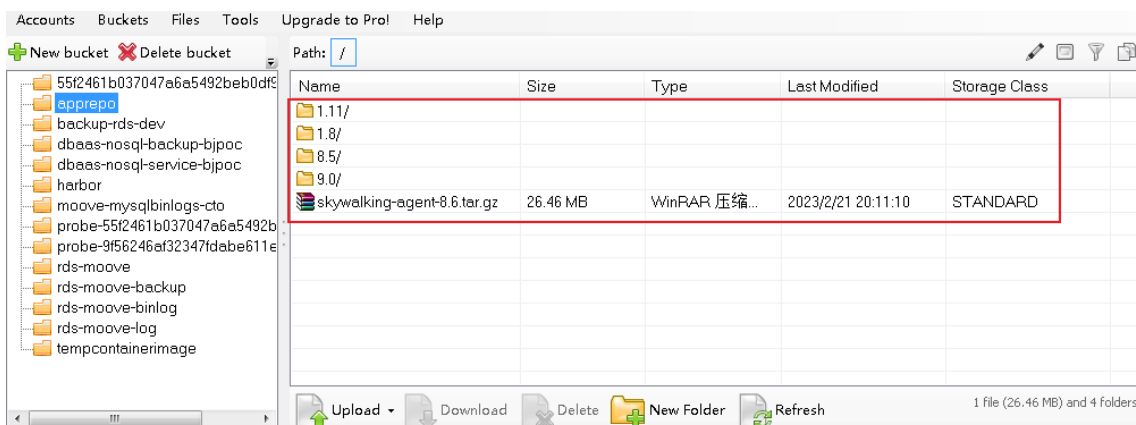 Accounts Buckets Files Tools Upgrade to Pro! Help
New bucket Delete bucket
Path: /
55f2461b037047a6a5492beb0df9
apprepo
backup-rds-dev
dbaas-nosql-backup-bjpoc
dbaas-nosql-service-bjpoc
harbor
moove-mysqlbinlogs-cto
probe-55f2461b037047a6a5492b
probe-9f56246af32347fdabe611e
rds-moove
rds-moove-backup
rds-moove-binlog
rds-moove-log
tempcontainerimage
Name Size Type Last Modified Storage Class
1.11/
1.8/
8.5/
9.0/
skywalking-agent-8.6.tar.gz 26.46 MB WinRAR 压缩... 2023/2/21 20:11:10 STANDARD
Upload Download Delete New Folder Refresh
1 file (26.46 MB) and 4 folders